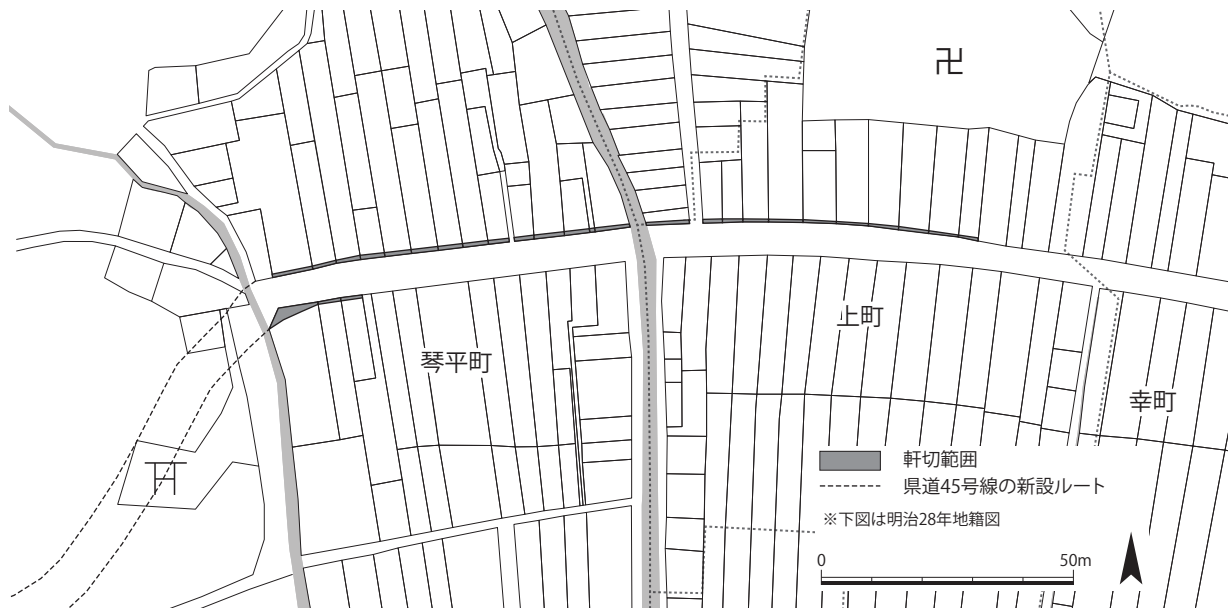 卍
上町
琴平町
幸町
軒切範囲
県道45号線の新設ルート
※下図は明治28年地籍図
0
50m